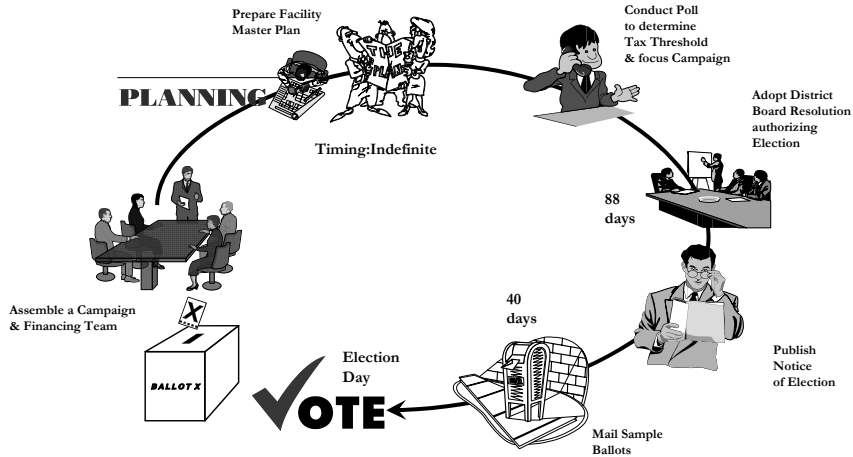 Prepare Facility
Master Plan
PLANNING
THE
PLANS
Timing:Indefinite
Conduct Poll
to determine
Tax Threshold
& focus Campaign
Adopt District
Board Resolution
authorizing
Election
88
days
Assemble a Campaign
& Financing Team
X
BALLOT X
40
days
Publish
Notice
of Election
Election
Day
VOTE
Mail Sample
Ballots